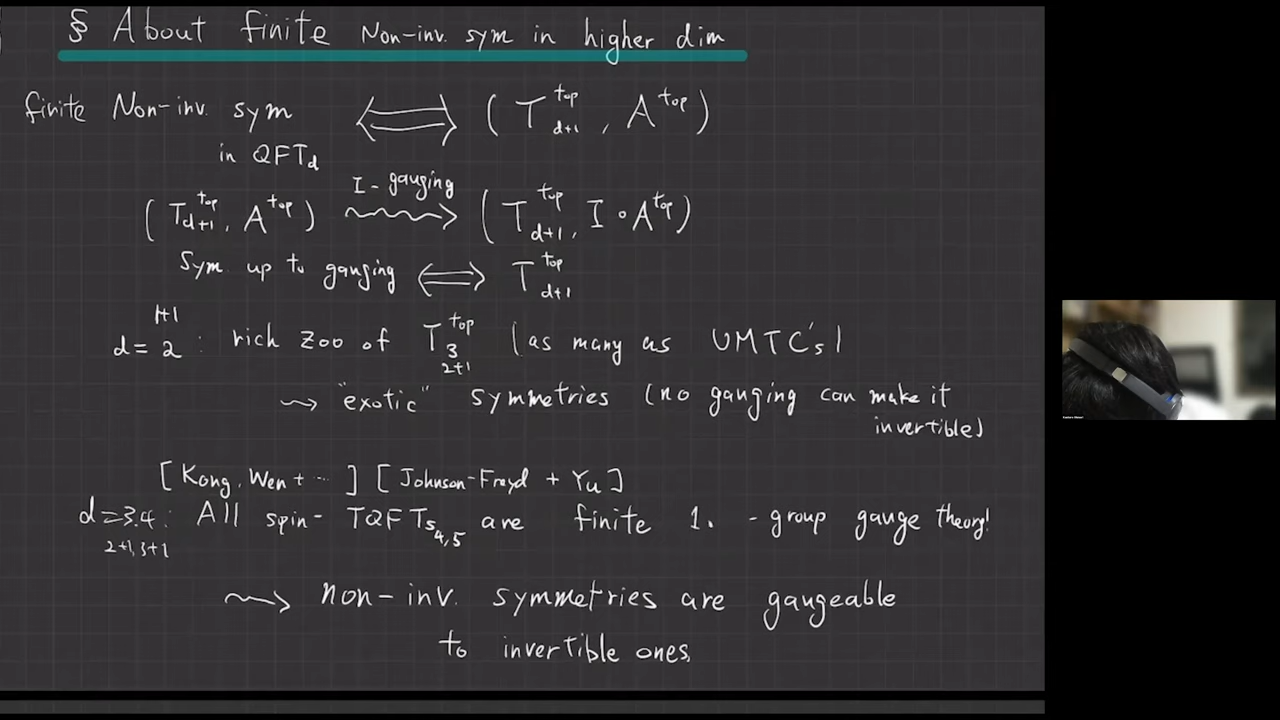 § About finite Non-inv. sym in higher dim
finite Non-inv. sym ⟺ ( T^top_d+1 , A^top )
in QFT_d
( T^top_d+1 , A^top ) I-gauging ⇝ ( T^top_d+1 , I ∘ A^top )
Sym. up to gauging ⟺ T^top_d+1
1+1
d = 2 : rich zoo of T^top_3 (as many as UMTC's)
2+1
⇝ "exotic" symmetries (no gauging can make it
invertible)
[Kong, Wen + ...] [Johnson-Freyd + Yu]
d=3.4 : All spin- TQFTs_4,5 are finite 1. -group gauge theory!
2+1, 3+1
⇝ non-inv. symmetries are gaugeable
to invertible ones.